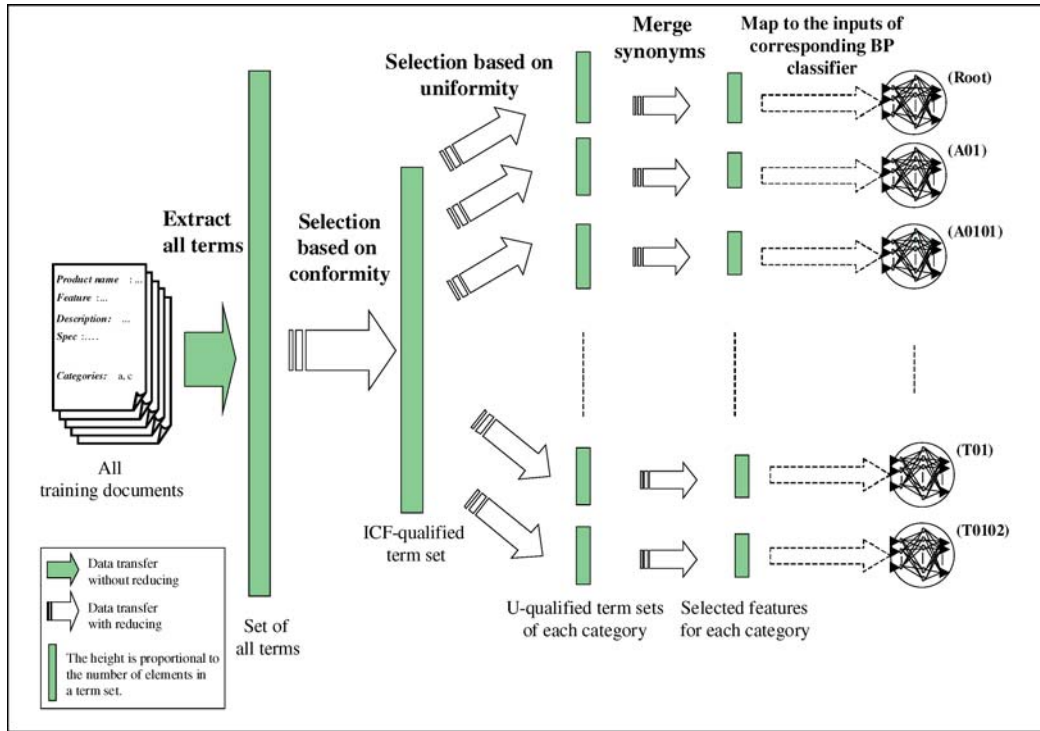 Merge
synonyms
Map to the inputs of
corresponding BP
classifier
Selection based on
uniformity
(Root)
(A01)
(A0101)
Extract
all terms
Selection
based on
conformity
Product name : ...
Feature :...
Description: ...
Spec :....
Categories: a, c
All
training documents
(T01)
(T0102)
ICF-qualified
term set
Data transfer
without reducing
Data transfer
with reducing
The height is proportional to
the number of elements in
a term set.
Set of
all terms
U-qualified term sets
of each category
Selected features
for each category